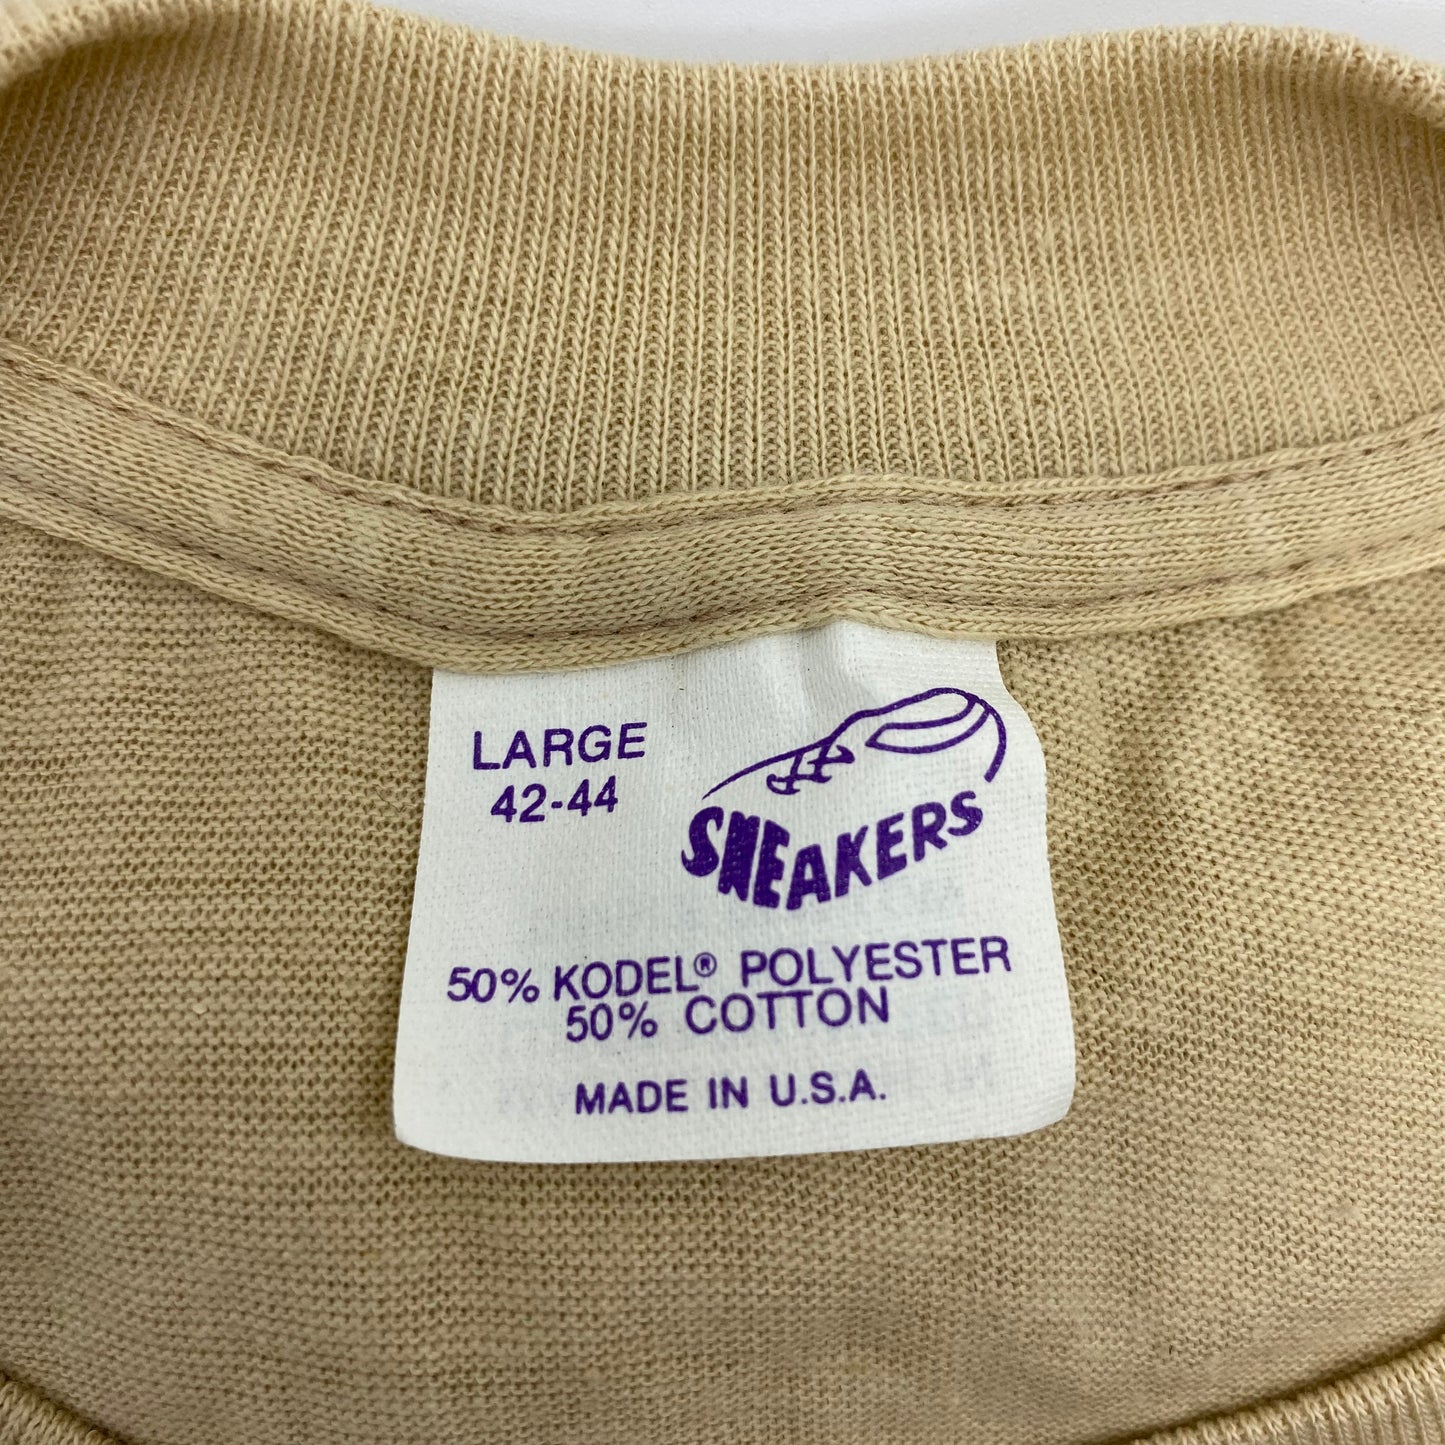 LARGE
42-44
SNEAKERS
50% KODEL® POLYESTER
50% COTTON
MADE IN U.S.A.